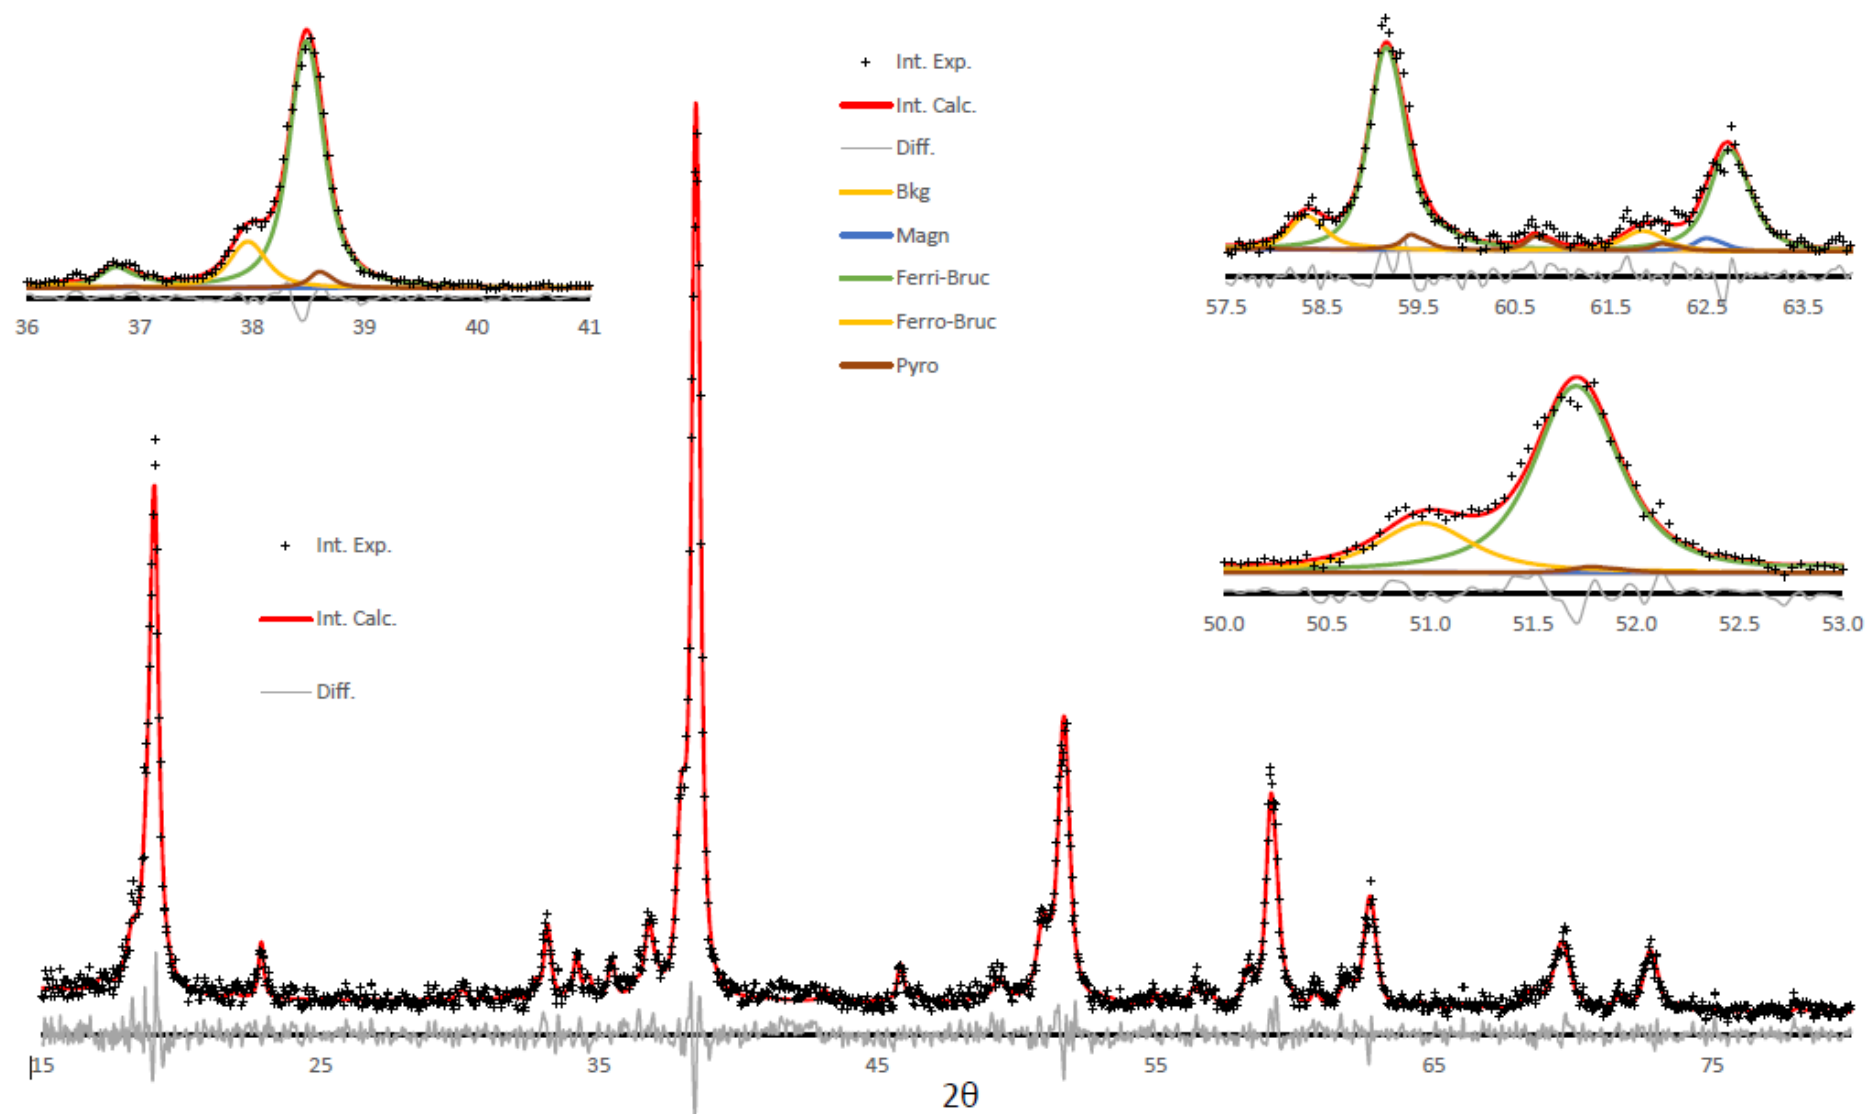 Int. Exp.
Int. Calc.
Diff.
Bkg
Magn
Ferri-Bruc
Ferro-Bruc
Pyro
36 37 38 39 40 41
57.5 58.5 59.5 60.5 61.5 62.5 63.5
50.0 50.5 51.0 51.5 52.0 52.5 53.0
Int. Exp.
Int. Calc.
Diff.
15 25 35 45 55 65 75
2θ